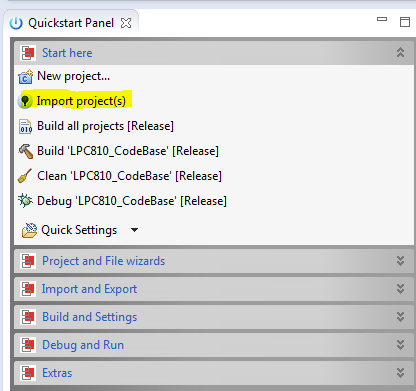 Quickstart Panel
Start here
New project...
Import project(s)
Build all projects [Release]
Build 'LPC810_CodeBase' [Release]
Clean 'LPC810_CodeBase' [Release]
Debug 'LPC810_CodeBase' [Release]
Quick Settings
Project and File wizards
Import and Export
Build and Settings
Debug and Run
Extras